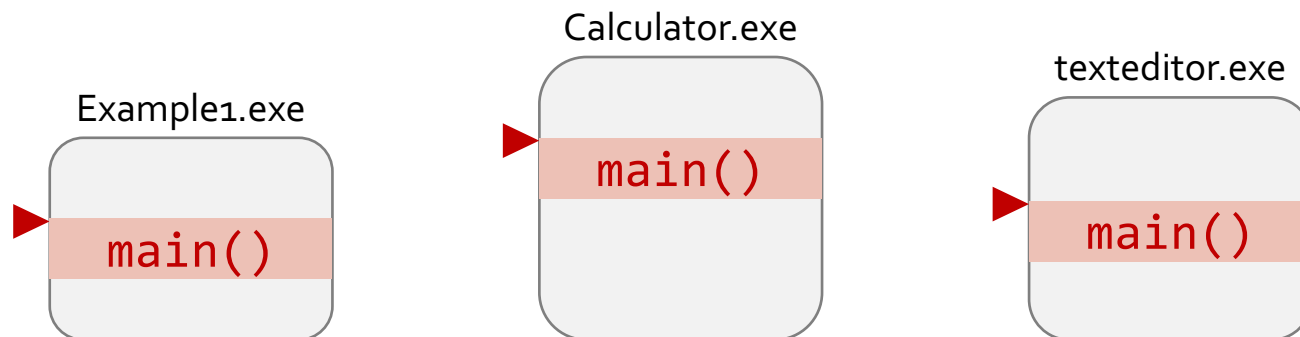 Example1.exe
main()
Calculator.exe
main()
texteditor.exe
main()